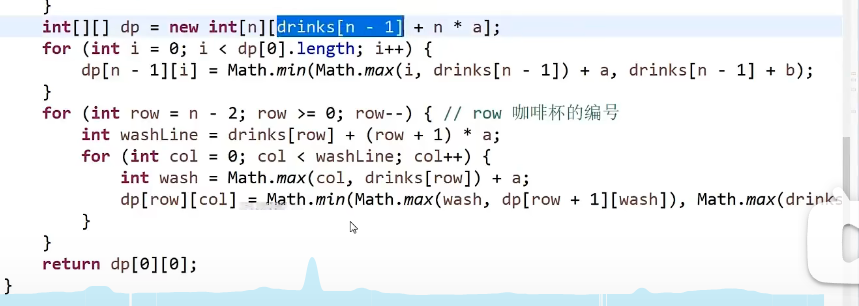 }
int[][] dp = new int[n][drinks[n - 1] + n * a];
for (int i = 0; i < dp[0].length; i++) {
dp[n - 1][i] = Math.min(Math.max(i, drinks[n - 1]) + a, drinks[n - 1] + b);
}
for (int row = n - 2; row >= 0; row--) { // row 咖啡杯的编号
int washLine = drinks[row] + (row + 1) * a;
for (int col = 0; col < washLine; col++) {
int wash = Math.max(col, drinks[row]) + a;
dp[row][col] = Math.min(Math.max(wash, dp[row + 1][wash]), Math.max(drinks
}
}
return dp[0][0];
}